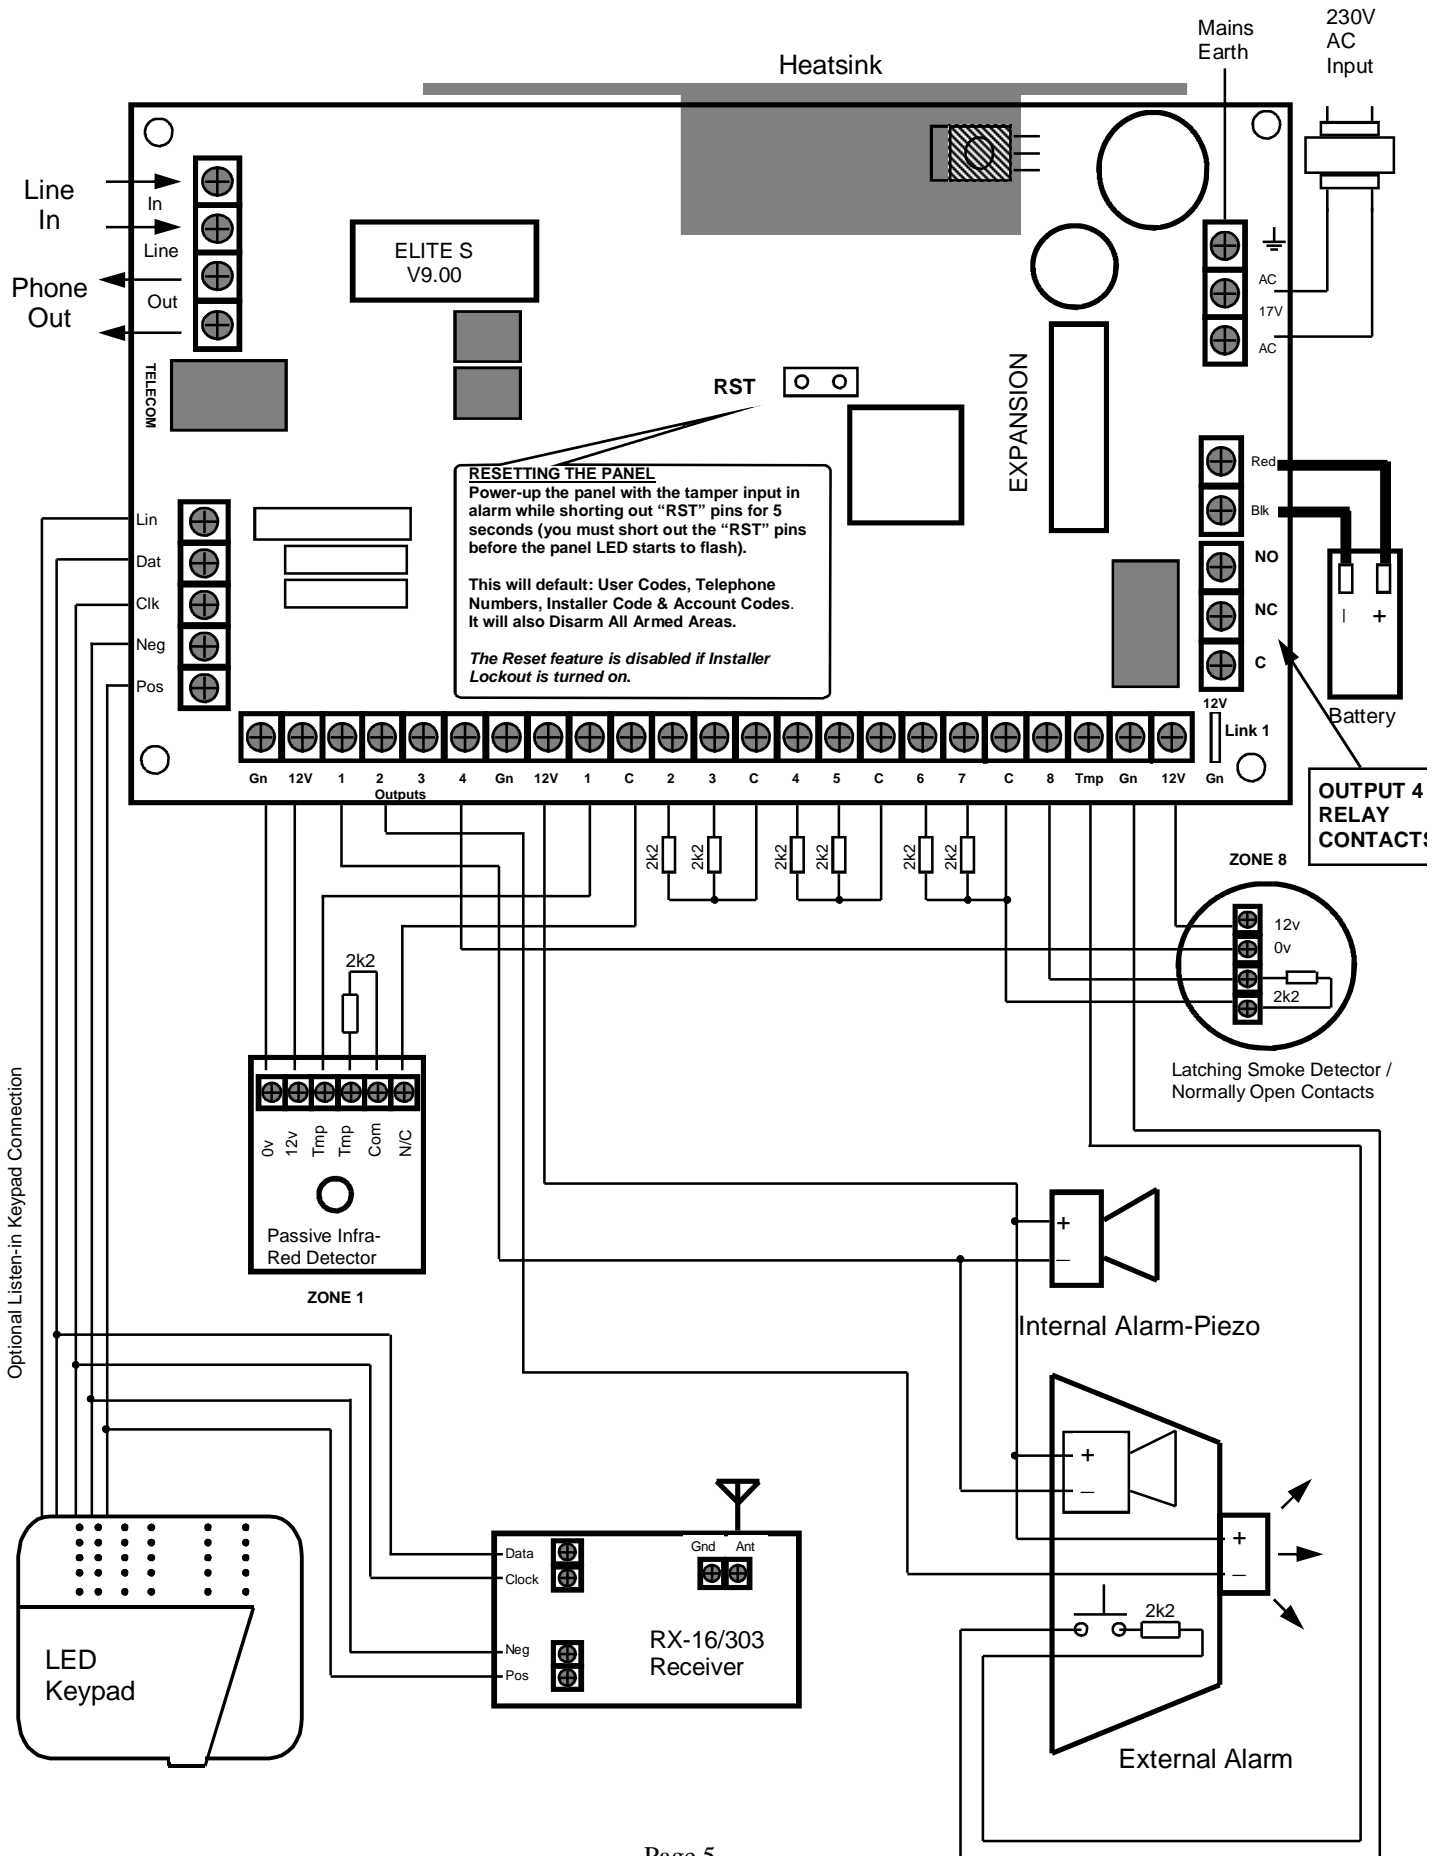 Mains
Earth
230V
AC
Input
Heatsink
Line
In
In
Line
Phone
Out
Out
TELECOM
ELITE S
V9.00
AC
17V
AC
EXPANSION
RST
RESETTING THE PANEL
Power-up the panel with the tamper input in
alarm while shorting out “RST” pins for 5
seconds (you must short out the “RST” pins
before the panel LED starts to flash).
This will default: User Codes, Telephone
Numbers, Installer Code & Account Codes.
It will also Disarm All Armed Areas.
The Reset feature is disabled if Installer
Lockout is turned on.
Red
Blk
NO
NC
C
– +
Battery
Lin
Dat
Clk
Neg
Pos
12V
Link 1
Gn 12V 1 2 3 4 Gn 12V 1 C 2 3 C 4 5 C 6 7 C 8 Tmp Gn 12V Gn
Outputs
OUTPUT 4
RELAY
CONTACTS
2k2 2k2 2k2 2k2 2k2 2k2
ZONE 8
12v
0v
2k2
Latching Smoke Detector /
Normally Open Contacts
2k2
0v 12v Tmp Tmp Com N/C
Passive Infra-
Red Detector
ZONE 1
Optional Listen-in Keypad Connection
+
–
Internal Alarm-Piezo
+
–
+
–
2k2
External Alarm
Data
Clock
Gnd Ant
Neg
Pos
RX-16/303
Receiver
LED
Keypad
Page 5